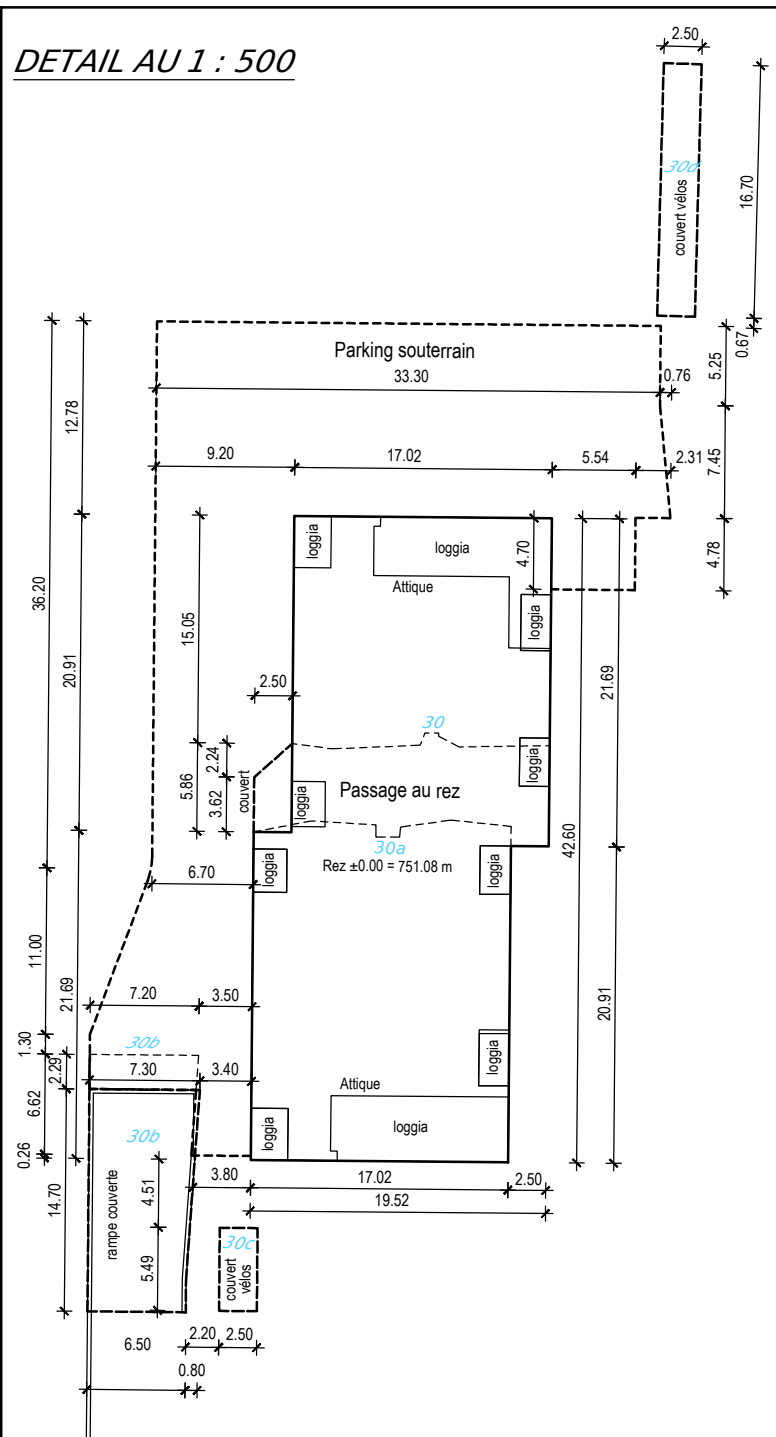 DETAIL AU 1 : 500
2.50
30d
couvert vélos
16.70
0.67
Parking souterrain
33.30
0.76
5.25
12.78
9.20
17.02
5.54
2.31
7.45
loggia
loggia
Attique
4.70
4.78
loggia
36.20
15.05
20.91
21.69
2.50
30
2.24
couvert
loggia
5.86
3.62
loggia
Passage au rez
30a
Rez ±0.00 = 751.08 m
42.60
loggia
loggia
6.70
11.00
21.69
7.20
3.50
20.91
1.30
30b
2.29
7.30
3.40
loggia
6.62
Attique
loggia
loggia
30b
0.26
3.80
17.02
2.50
19.52
14.70
rampe couverte
4.51
30c
couvert
vélos
5.49
6.50
2.20
2.50
0.80